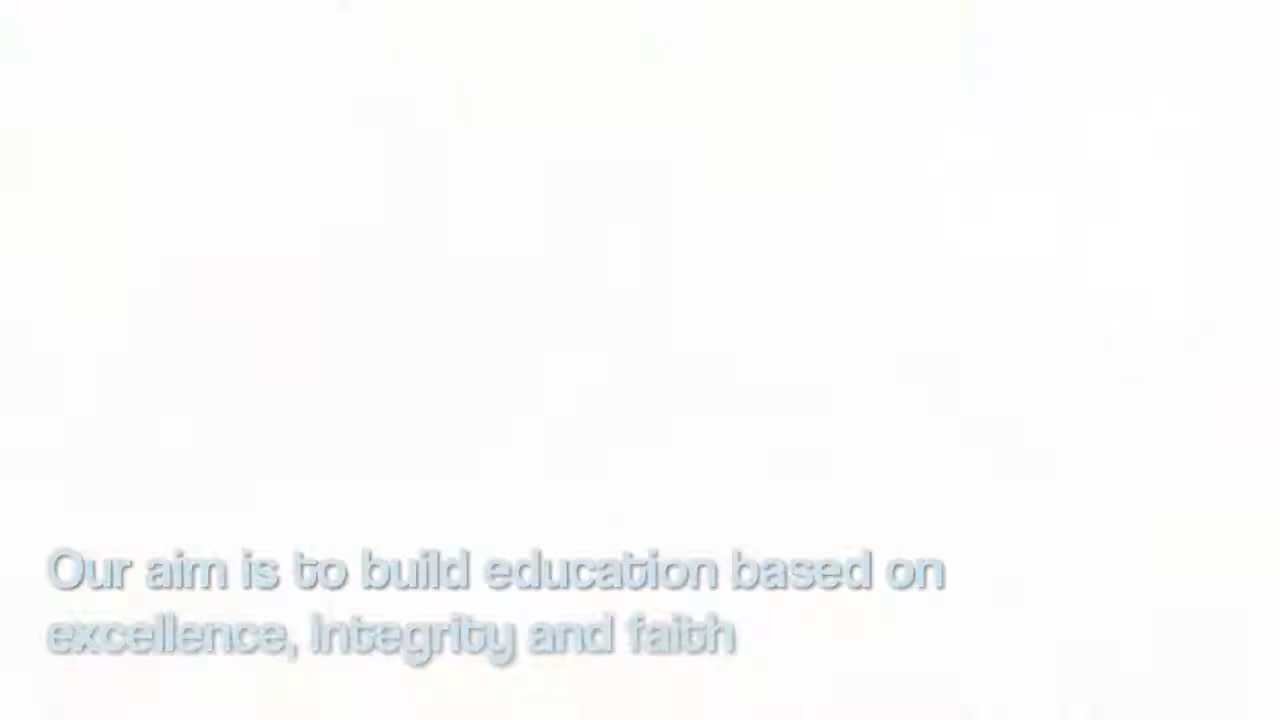 Our aim is to build education based on
excellence, Integrity and faith